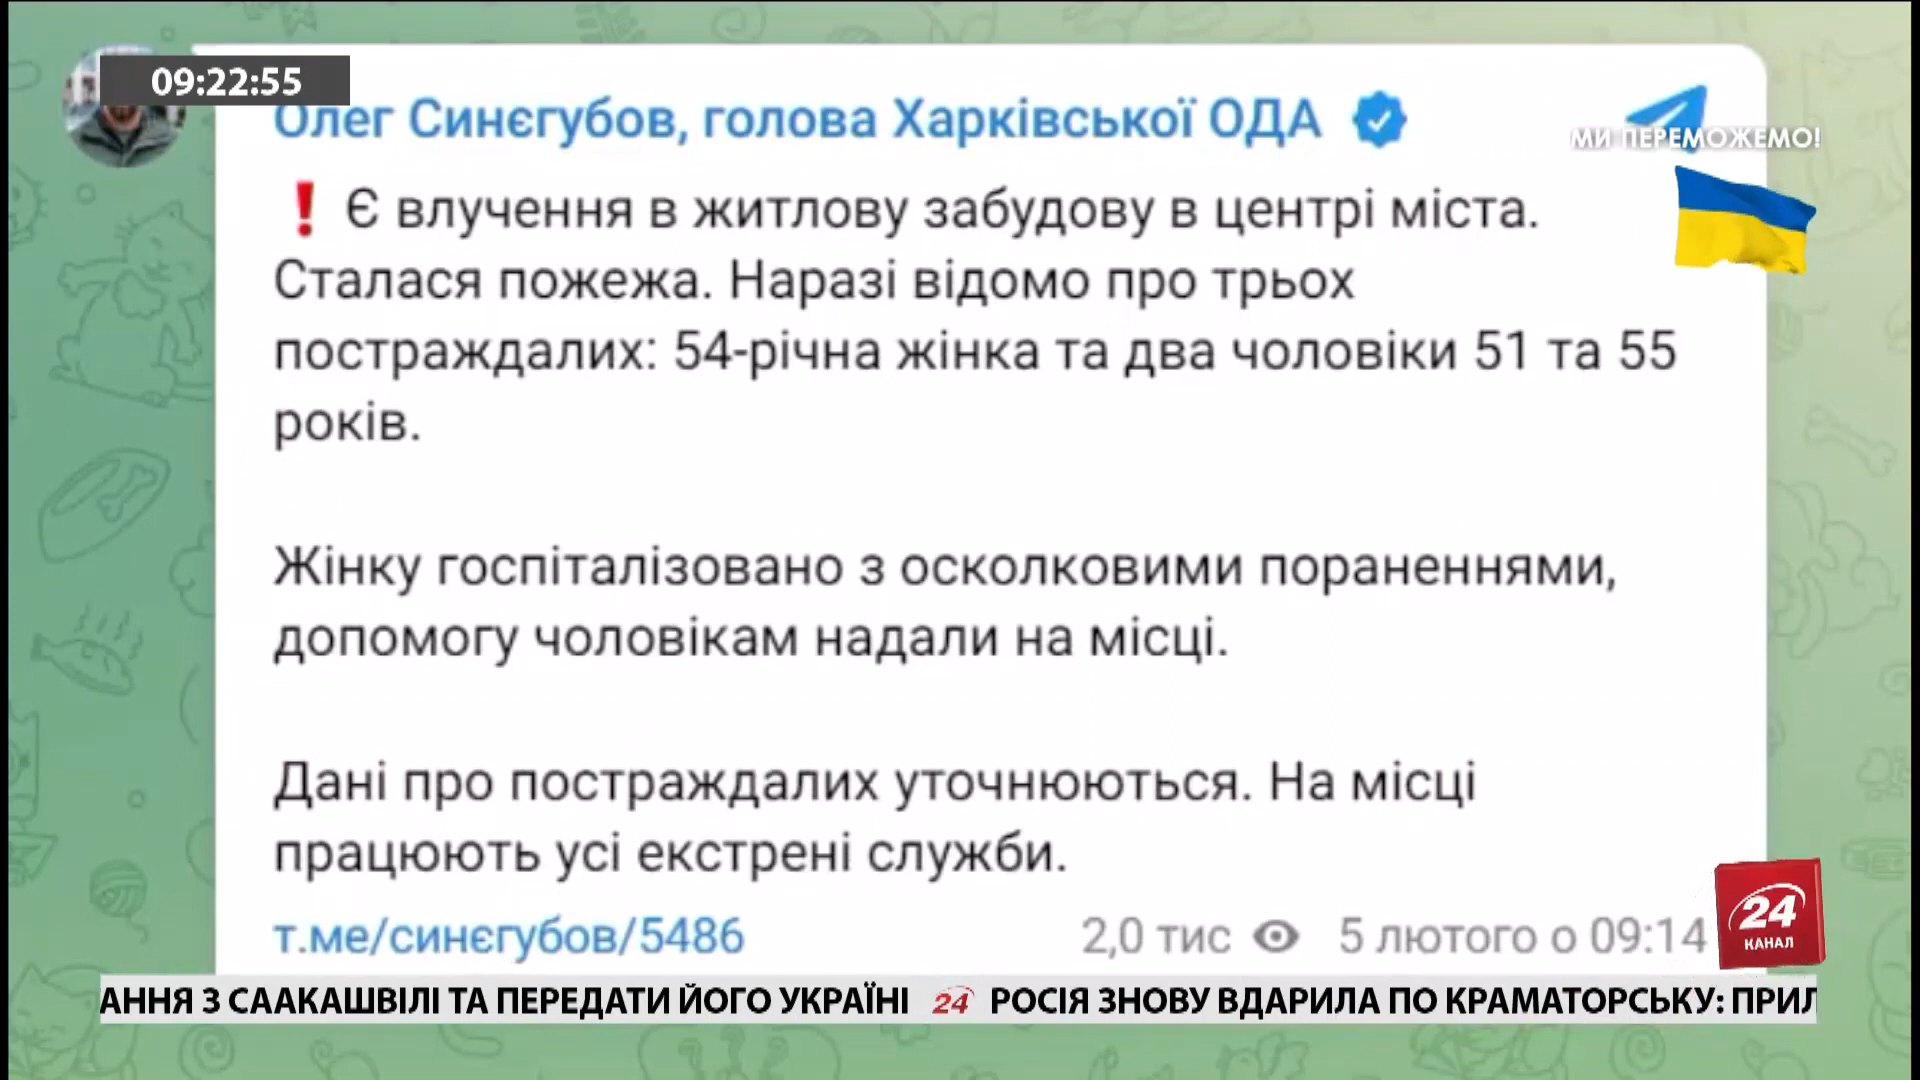 09:22:55
Олег Синєгубов, голова Харківської ОДА
МИ ПЕРЕМОЖЕМО!
❗ Є влучення в житлову забудову в центрі міста.
Сталася пожежа. Наразі відомо про трьох
постраждалих: 54-річна жінка та два чоловіки 51 та 55
років.
Жінку госпіталізовано з осколковими пораненнями,
допомогу чоловікам надали на місці.
Дані про постраждалих уточнюються. На місці
працюють усі екстрені служби.
т.ме/синєгубов/5486 2,0 тис 5 лютого о 09:14
24
КАНАЛ
АННЯ З СААКАШВІЛІ ТА ПЕРЕДАТИ ЙОГО УКРАЇНІ 24 РОСІЯ ЗНОВУ ВДАРИЛА ПО КРАМАТОРСЬКУ: ПРИЛ